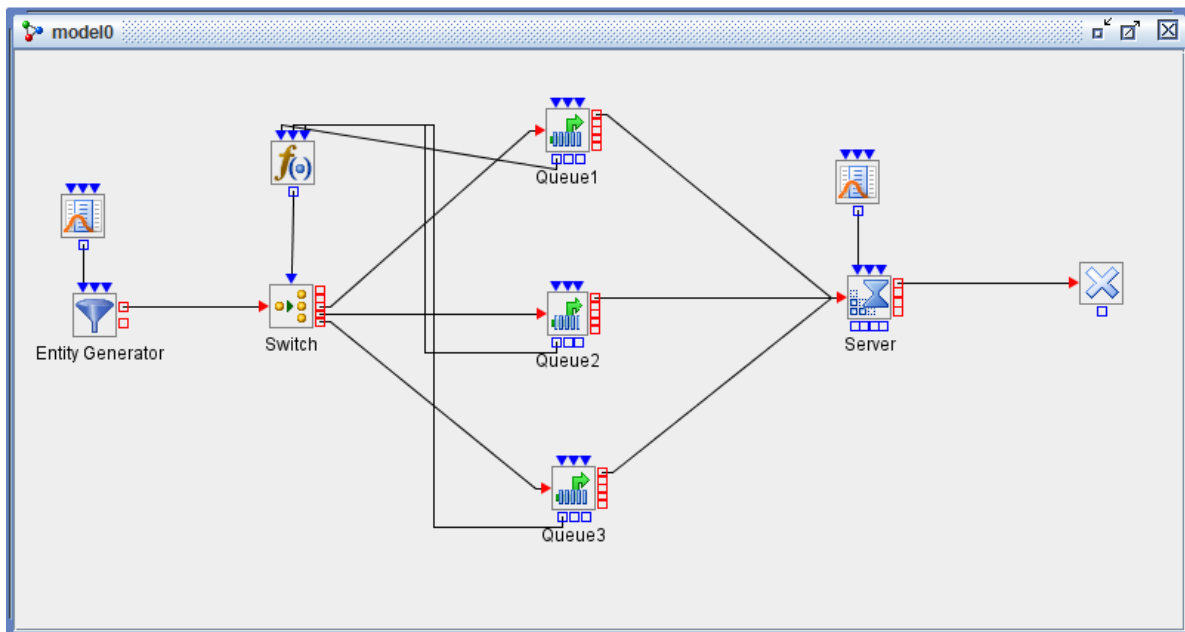 model0
Queue1
Entity Generator
Switch
Queue2
Server
Queue3